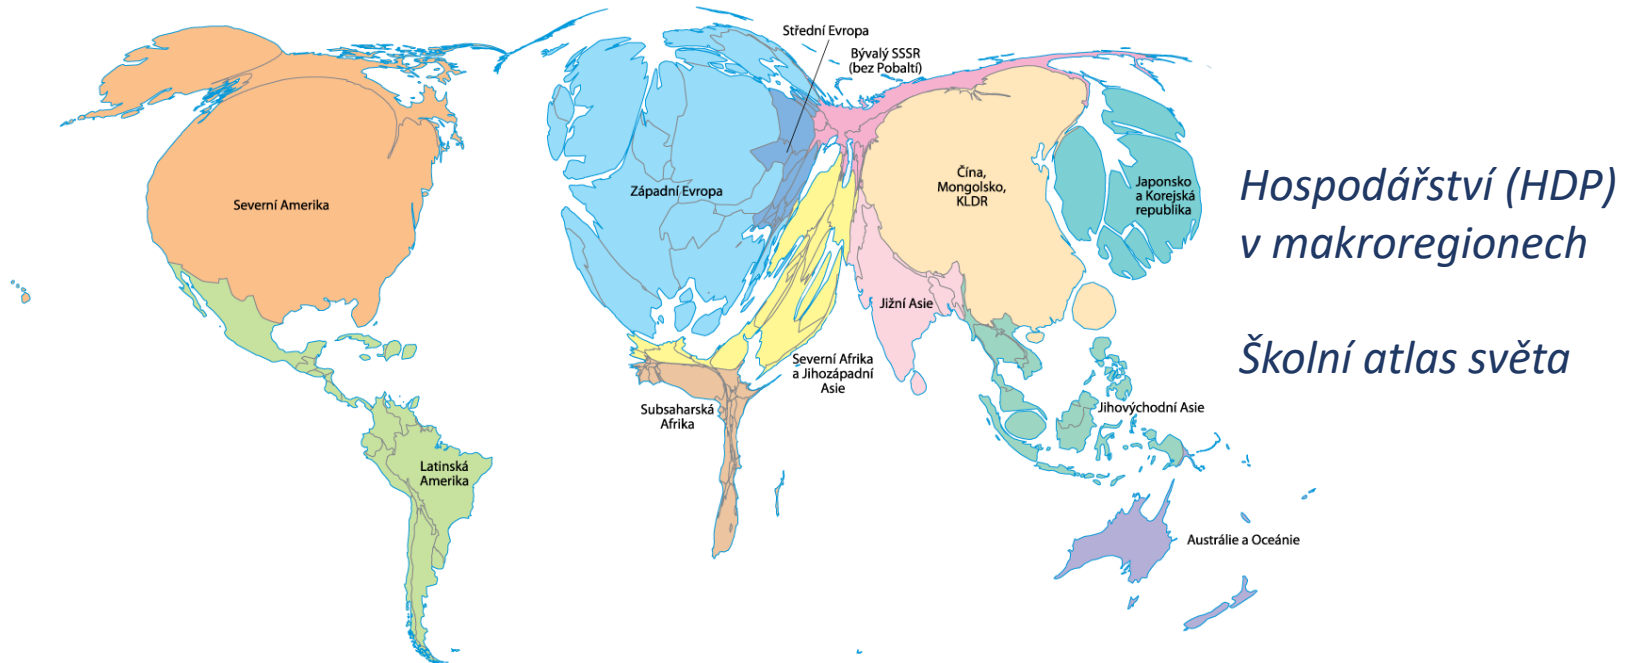 Střední Evropa
Bývalý SSSR
(bez Pobaltí)
Severní Amerika
Západní Evropa
Čína,
Mongolsko,
KLDR
Japonsko
a Korejská
republika
Jižní Asie
Severní Afrika
a Jihozápadní
Asie
Subsaharská
Afrika
Jihovýchodní Asie
Latinská
Amerika
Austrálie a Oceánie
Hospodářství (HDP)
v makroregionech
Školní atlas světa